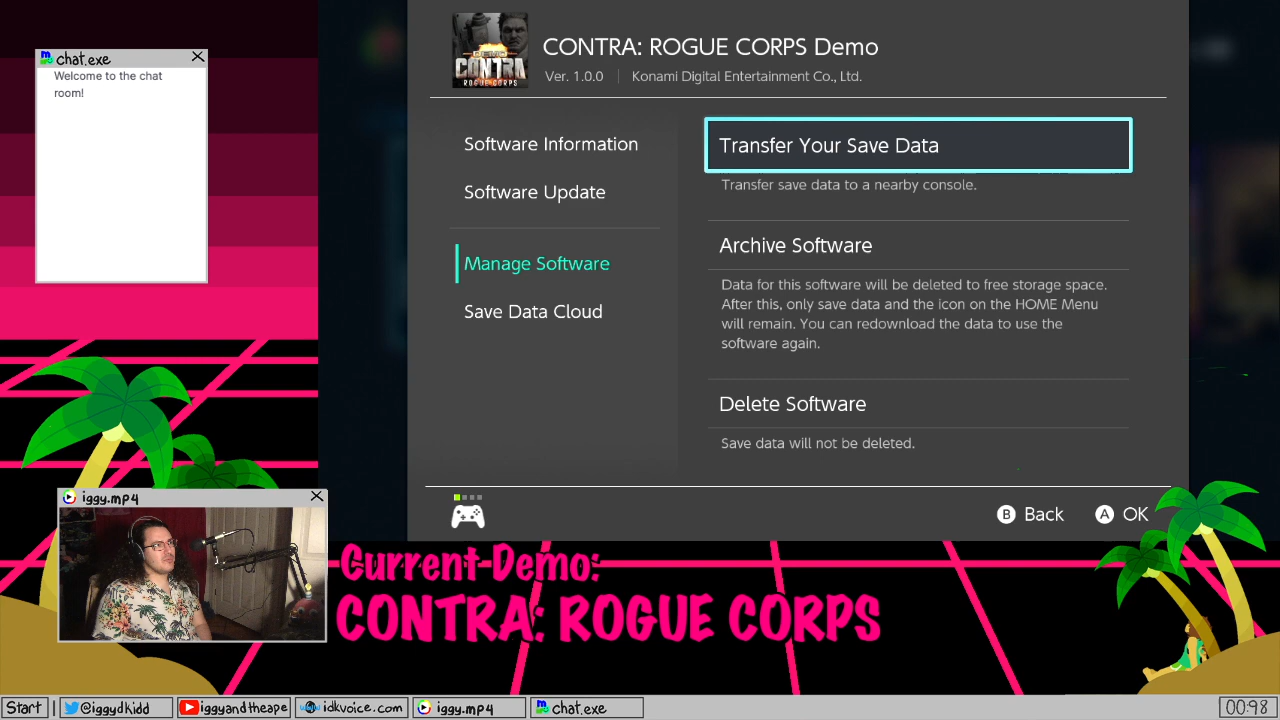 chat.exe
Welcome to the chat
room!
DEMO
CONTRA
ROGUE CORPS
CONTRA: ROGUE CORPS Demo
Ver. 1.0.0
Konami Digital Entertainment Co., Ltd.
Software Information
Software Update
Manage Software
Save Data Cloud
Transfer Your Save Data
Transfer save data to a nearby console.
Archive Software
Data for this software will be deleted to free storage space.
After this, only save data and the icon on the HOME Menu
will remain. You can redownload the data to use the
software again.
Delete Software
Save data will not be deleted.
B Back
A OK
iggy.mp4
Current Demo:
CONTRA: ROGUE CORPS
Start
@iggydkidd
iggyandtheape
www idkvoice.com
iggy.mp4
chat.exe
00:98